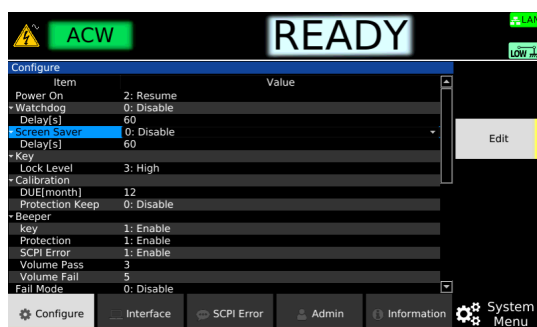 ACW
READY
LAN
LOW
Configure
Item Value
Power On 2: Resume
Watchdog 0: Disable
Delay[s] 60
Screen Saver 0: Disable
Delay[s] 60
Key
Lock Level 3: High
Calibration
DUE[month] 12
Protection Keep 0: Disable
Beeper
key 1: Enable
Protection 1: Enable
SCPI Error 1: Enable
Volume Pass 3
Volume Fail 5
Fail Mode 0: Disable
Edit
Configure Interface SCPI Error Admin Information System
Menu